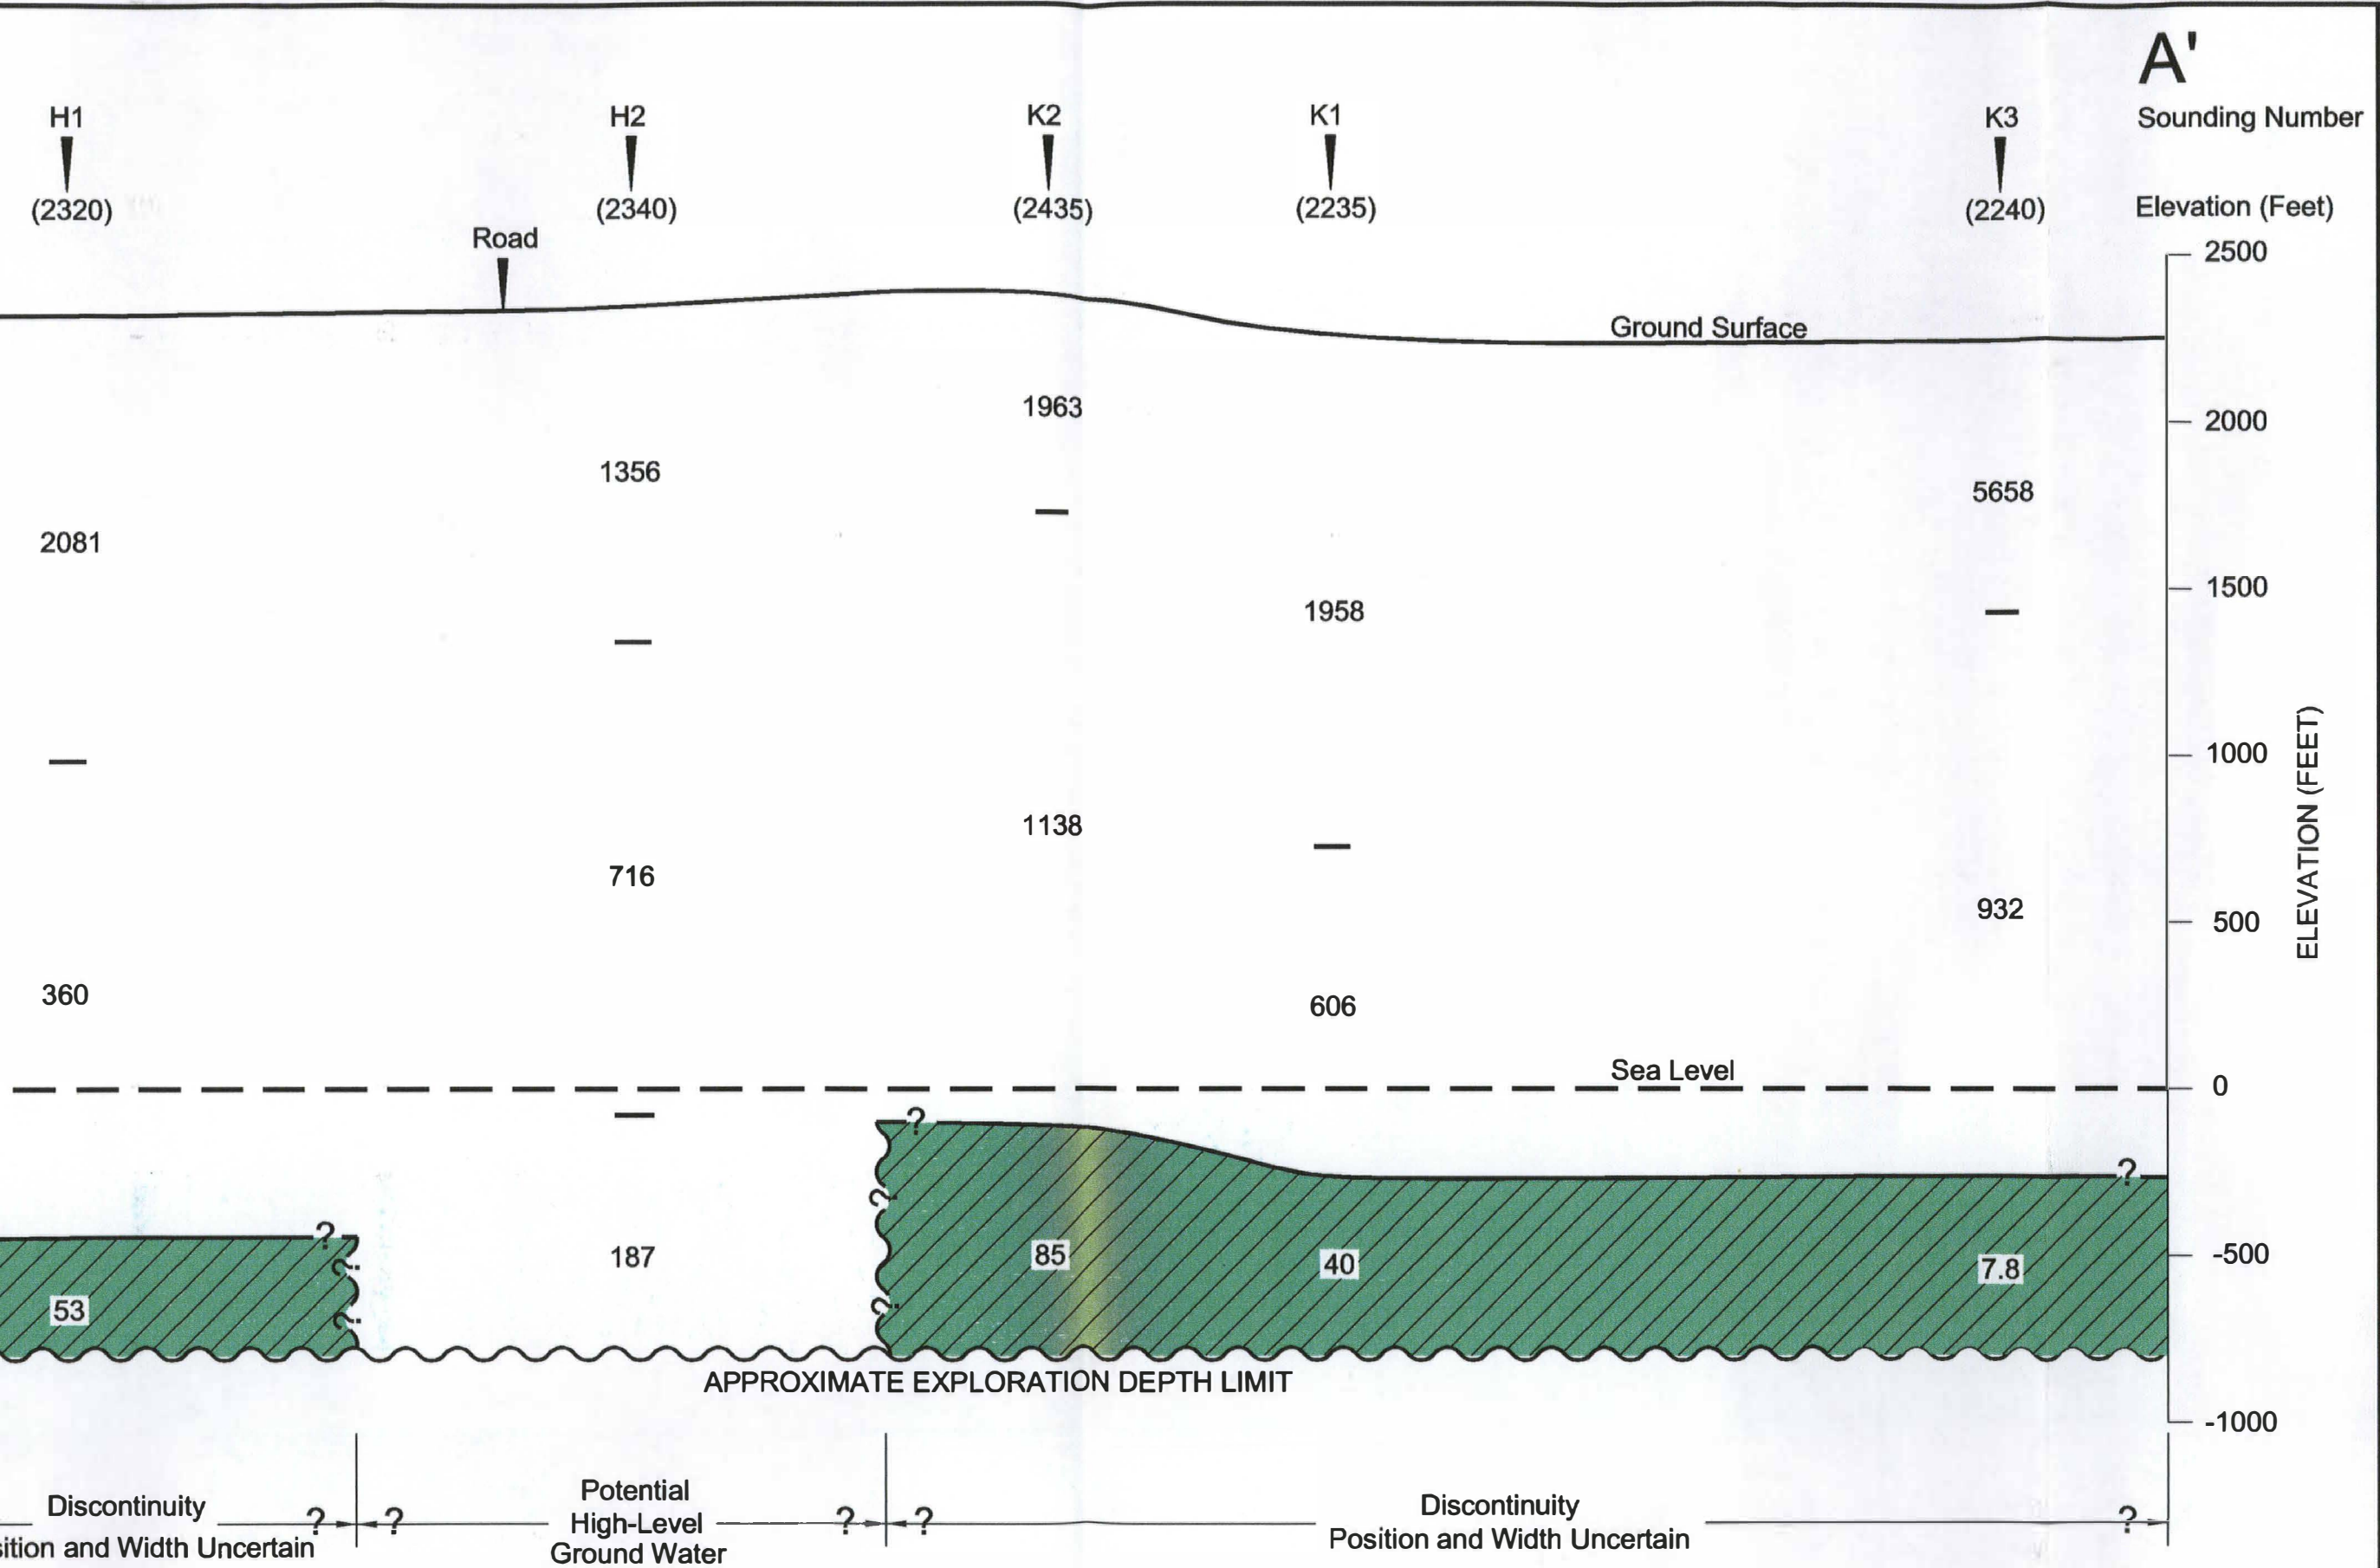 A'
H1
H2
K2
K1
K3
Sounding Number
(2320)
(2340)
(2435)
(2235)
(2240)
Elevation (Feet)
Road
2500
Ground Surface
1963
2000
1356
5658
2081
1500
1958
1000
ELEVATION (FEET)
1138
716
932
500
360
606
Sea Level
0
?
?
?
?
?
187
85
40
7.8
-500
?
53
?
?
APPROXIMATE EXPLORATION DEPTH LIMIT
-1000
Discontinuity
?
?
Potential
High-Level
Ground Water
?
?
Discontinuity
Position and Width Uncertain
?
sition and Width Uncertain